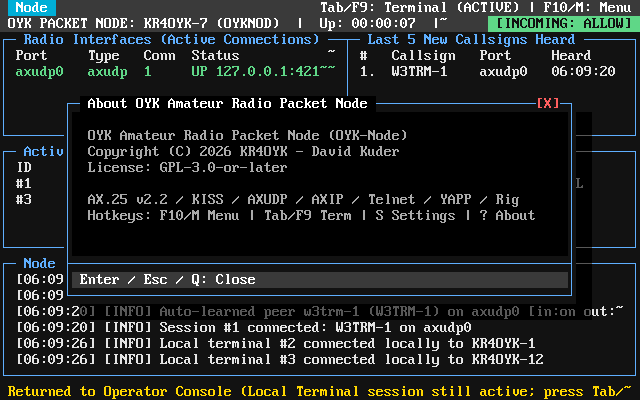 Node Tab/F9: Terminal (ACTIVE) | F10/M: Menu
OYK PACKET NODE: KR4OYK-7 (OYKNOD) | Up: 00:00:07 |~ [INCOMING: ALLOW]
Radio Interfaces (Active Connections)
Port Type Conn Status ~
axudp0 axudp 1 UP 127.0.0.1:421~~
Last 5 New Callsigns Heard
# Callsign Port Heard
1. W3TRM-1 axudp0 06:09:20
About OYK Amateur Radio Packet Node [X]
OYK Amateur Radio Packet Node (OYK-Node)
Copyright (C) 2026 KR4OYK - David Kuder
License: GPL-3.0-or-later
AX.25 v2.2 / KISS / AXUDP / AXIP / Telnet / YAPP / Rig
Hotkeys: F10/M Menu | Tab/F9 Term | S Settings | ? About
Enter / Esc / Q: Close
Activ
ID
#1 L
#3
Node
[06:09
[06:09
[06:09:20] [INFO] Auto-learned peer w3trm-1 (W3TRM-1) on axudp0 [in:on out:~
[06:09:20] [INFO] Session #1 connected: W3TRM-1 on axudp0
[06:09:26] [INFO] Local terminal #2 connected locally to KR4OYK-1
[06:09:26] [INFO] Local terminal #3 connected locally to KR4OYK-12
Returned to Operator Console (Local Terminal session still active; press Tab/~